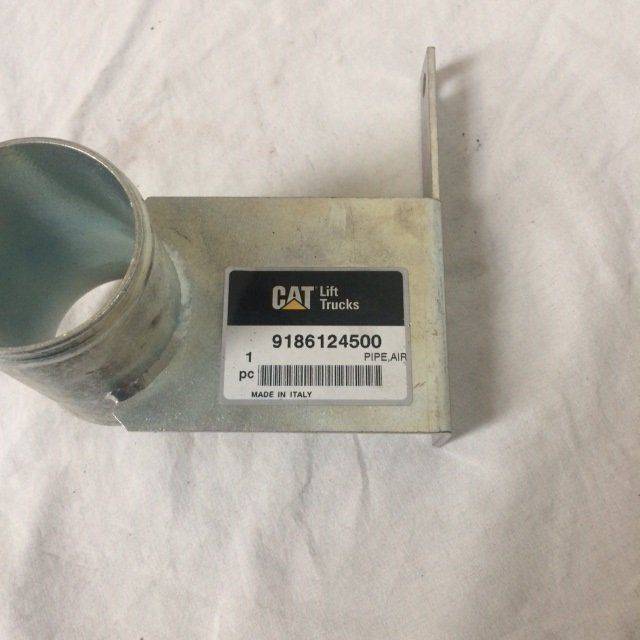 CAT Lift Trucks
9186124500
1 PIPE,AIR
pc
MADE IN ITALY